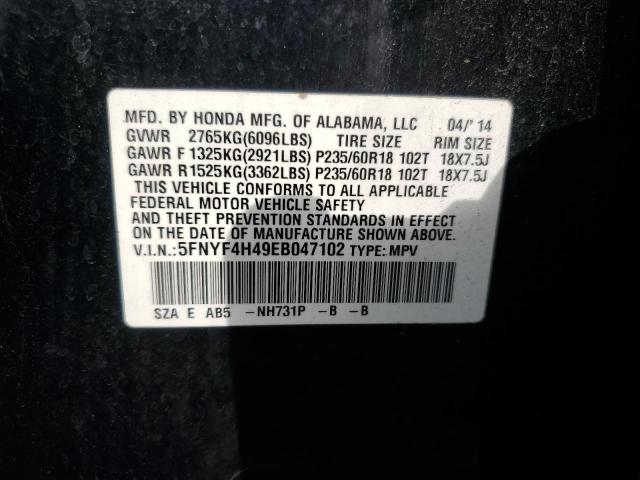 MFD. BY HONDA MFG. OF ALABAMA, LLC 04/'14
GVWR 2765KG(6096LBS) TIRE SIZE RIM SIZE
GAWR F 1325KG(2921LBS) P235/60R18 102T 18X7.5J
GAWR R 1525KG(3362LBS) P235/60R18 102T 18X7.5J
THIS VEHICLE CONFORMS TO ALL APPLICABLE
FEDERAL MOTOR VEHICLE SAFETY
AND THEFT PREVENTION STANDARDS IN EFFECT
ON THE DATE OF MANUFACTURE SHOWN ABOVE.
V.I.N.:5FNYF4H49EB047102 TYPE: MPV
SZA E AB5 -NH731P -B -B